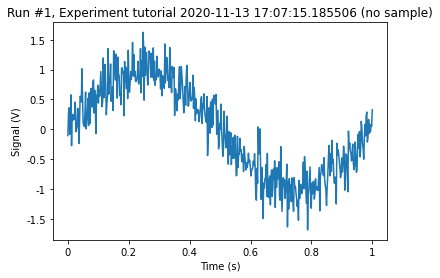 Run #1, Experiment tutorial 2020-11-13 17:07:15.185506 (no sample)
1.5
1
0.5
0
-0.5
-1
-1.5
Signal (V)
0 0.2 0.4 0.6 0.8 1
Time (s)